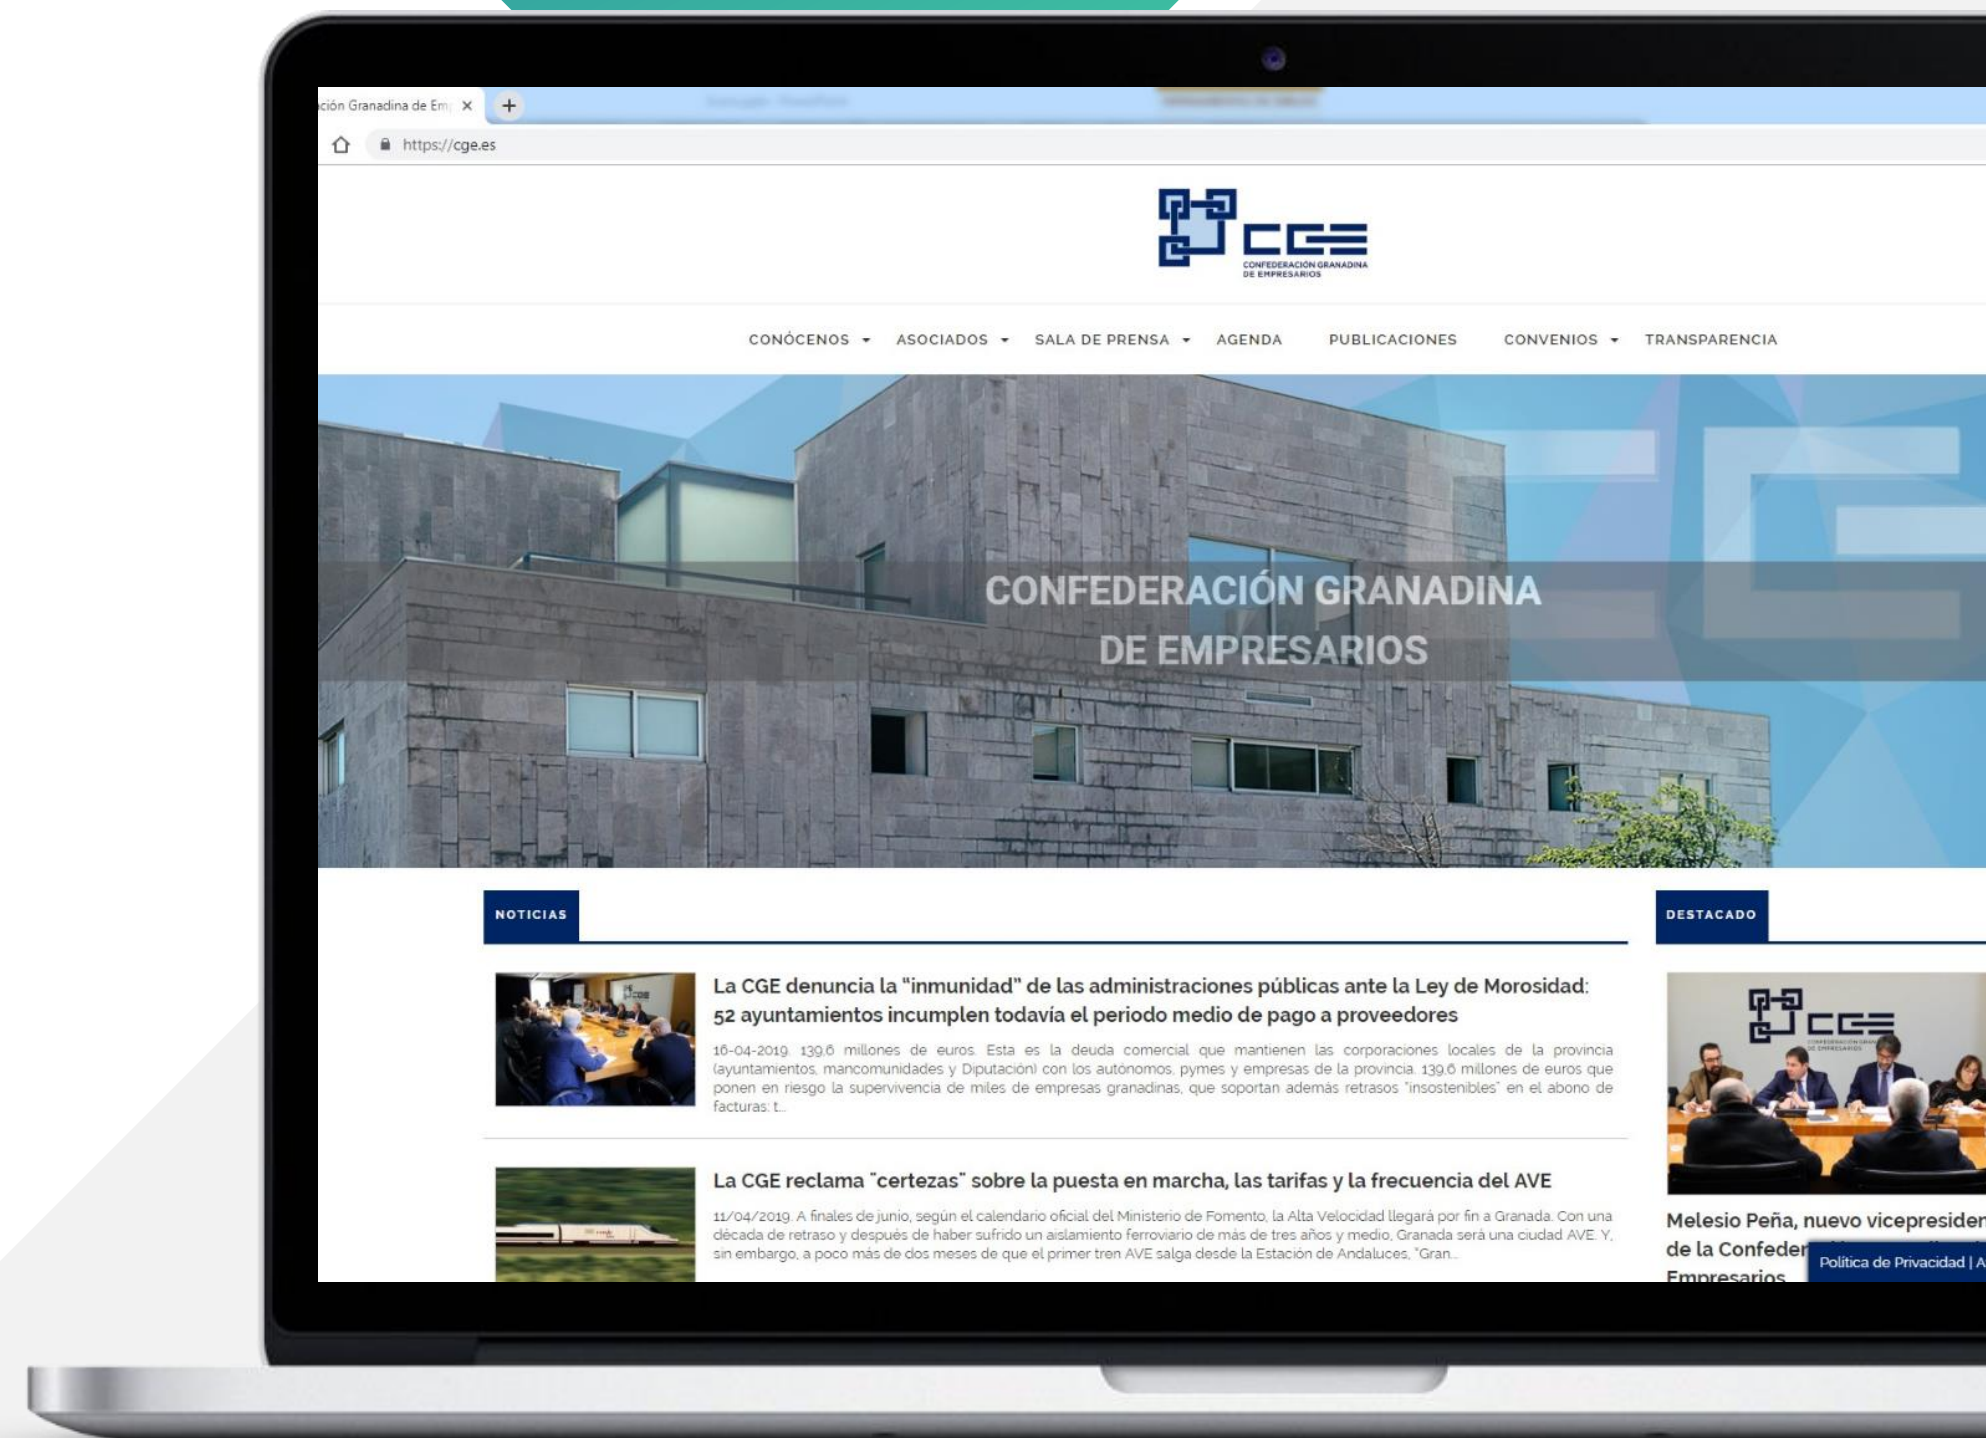 ción Granadina de Em
https://cge.es
CGE
CONFEDERACIÓN GRANADINA
DE EMPRESARIOS
CONÓCENOS ASOCIADOS SALA DE PRENSA AGENDA PUBLICACIONES CONVENIOS TRANSPARENCIA
CONFEDERACIÓN GRANADINA
DE EMPRESARIOS
NOTICIAS
La CGE denuncia la “inmunidad” de las administraciones públicas ante la Ley de Morosidad:
52 ayuntamientos incumplen todavía el periodo medio de pago a proveedores
16-04-2019. 139,6 millones de euros. Esta es la deuda comercial que mantienen las corporaciones locales de la provincia
(ayuntamientos, mancomunidades y Diputación) con los autónomos, pymes y empresas de la provincia. 139,6 millones de euros que
ponen en riesgo la supervivencia de miles de empresas granadinas, que soportan además retrasos “insostenibles” en el abono de
facturas: t...
La CGE reclama ¨certezas¨ sobre la puesta en marcha, las tarifas y la frecuencia del AVE
11/04/2019. A finales de junio, según el calendario oficial del Ministerio de Fomento, la Alta Velocidad llegará por fin a Granada. Con una
década de retraso y después de haber sufrido un aislamiento ferroviario de más de tres años y medio, Granada será una ciudad AVE. Y,
sin embargo, a poco más de dos meses de que el primer tren AVE salga desde la Estación de Andaluces, “Gran...
DESTACADO
CGE
Melesio Peña, nuevo vicepresiden
de la Confeder
Empresarios
Política de Privacidad | A